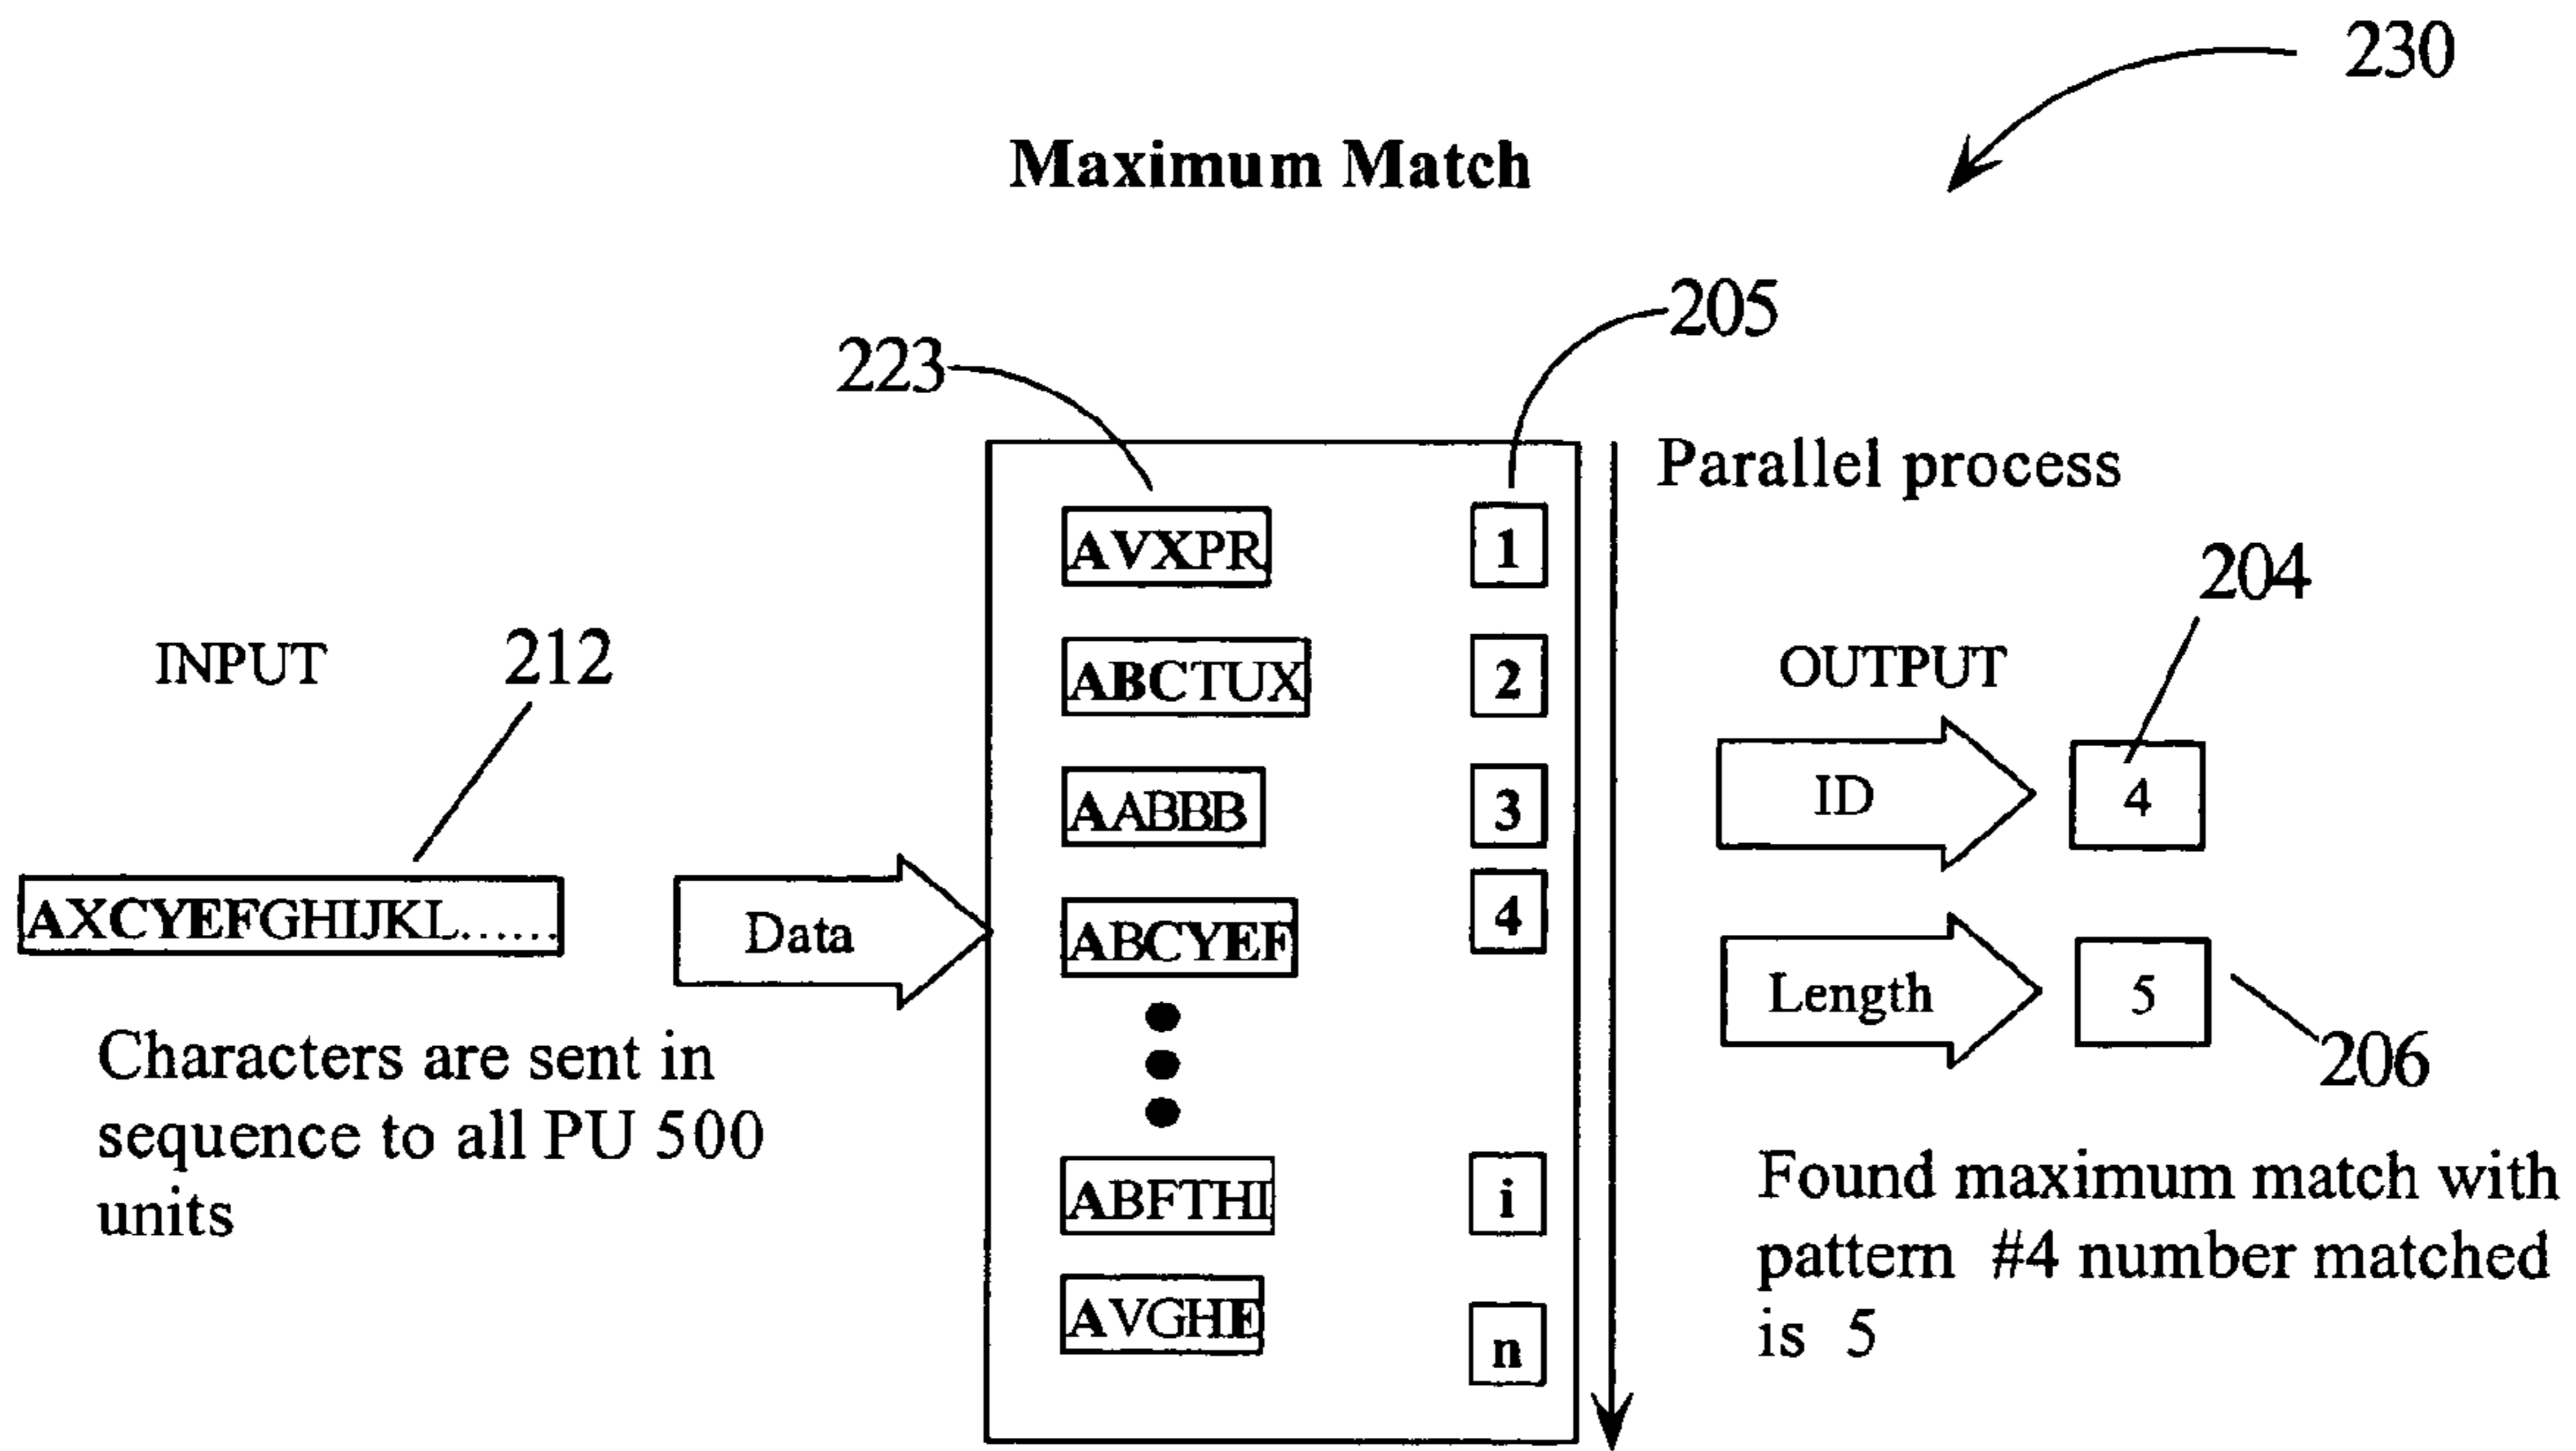 230
Maximum Match
205
223
Parallel process
AVXPR
1
204
INPUT
212
ABCTUX
2
OUTPUT
AABBB
3
ID
4
AXCYEFGHIJKL......
Data
ABCYEF
4
Length
5
206
Characters are sent in
sequence to all PU 500
units
ABFTHI
i
Found maximum match with
pattern #4 number matched
is 5
AVGHE
n